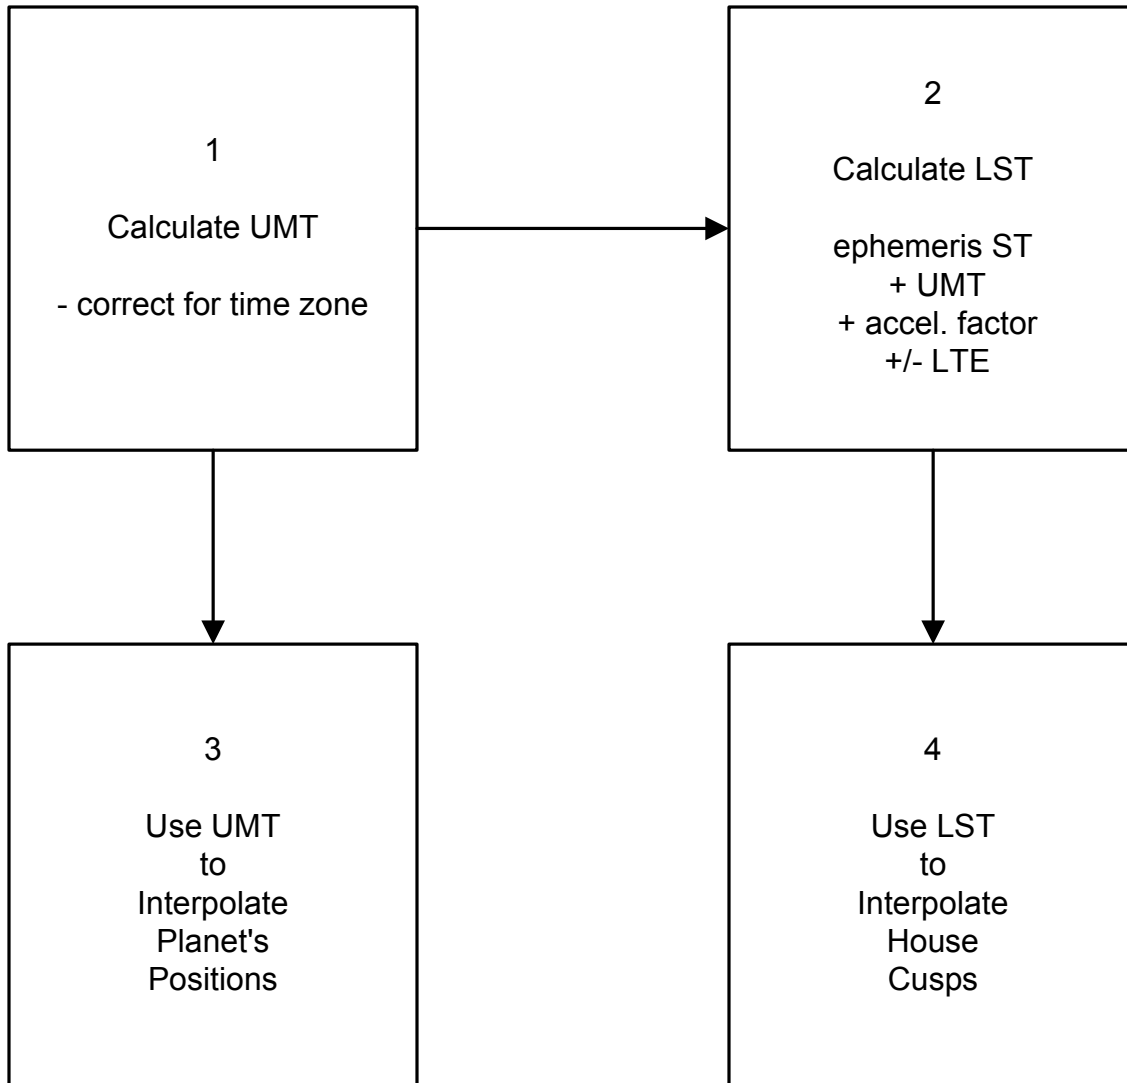 1
Calculate UMT
- correct for time zone
2
Calculate LST
ephemeris ST
+ UMT
+ accel. factor
+/- LTE
3
Use UMT
to
Interpolate
Planet's
Positions
4
Use LST
to
Interpolate
House
Cusps